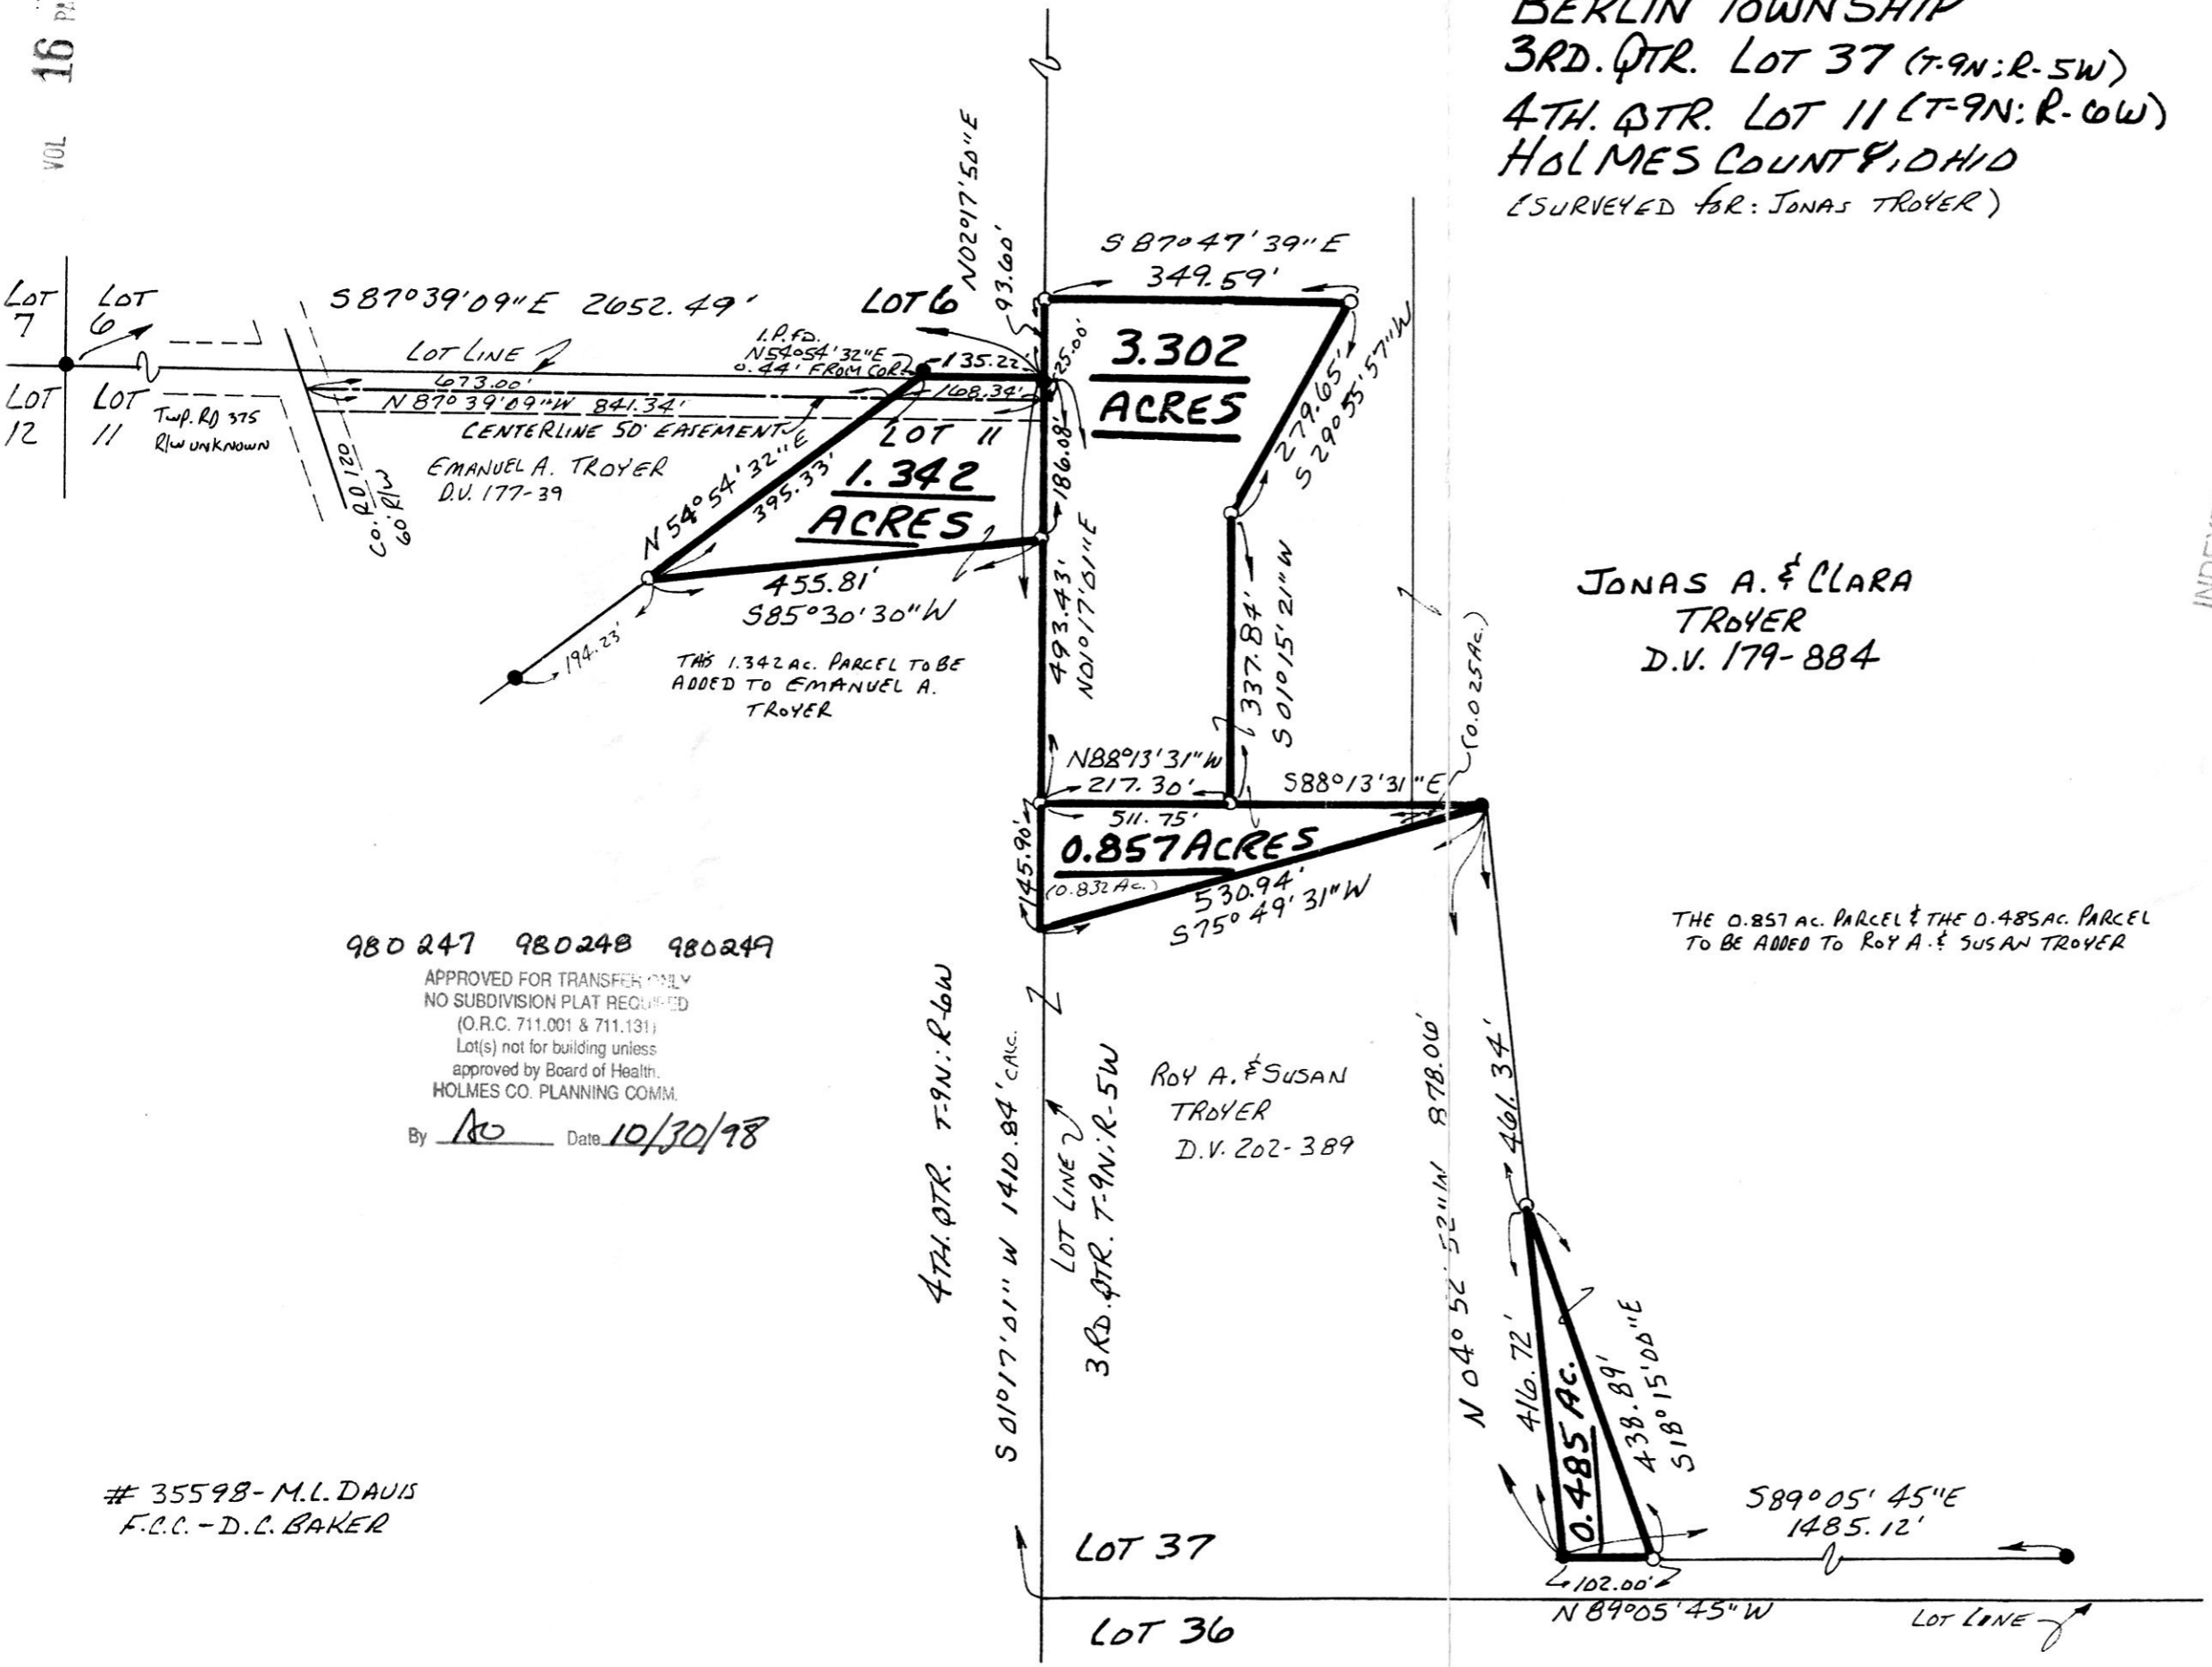 VOL 16
BERLIN TOWNSHIP
3RD. QTR. LOT 37 (T-9N; R-5W)
4TH. QTR. LOT 11 (T-9N; R-6W)
HOLMES COUNTY, OHIO
(SURVEYED FOR: JONAS TROYER)
N02°17'50"E
93.60'
S 87°47'39"E
349.59'
LOT 7
LOT 6
S87°39'09"E 2652.49'
LOT 6
LOT LINE
I.P. FD.
N54°54'32"E
0.44' FROM COR.
135.22'
25.00'
3.302
ACRES
279.65'
S 29°55'57"W
673.00'
168.34'
N 87°39'09"W 841.34'
LOT 12
LOT 11
TWP. RD 375
R/W UNKNOWN
CENTERLINE 50' EASEMENT
LOT 11
CO. RD 120
60' R/W
EMANUEL A. TROYER
D.V. 177-39
N 54°54'32"E
395.33'
1.342
ACRES
186.08'
455.81'
S85°30'30"W
194.23'
THIS 1.342 AC. PARCEL TO BE
ADDED TO EMANUEL A.
TROYER
493.43'
N01°17'01"E
337.84'
S 01°15'21"W
JONAS A. & CLARA
TROYER
D.V. 179-884
(0.025 AC.)
N88°13'31"W
217.30'
S88°13'31"E
511.75'
0.857 ACRES
(0.832 AC.)
145.90'
530.94'
S75°49'31"W
THE 0.857 AC. PARCEL & THE 0.485 AC. PARCEL
TO BE ADDED TO ROY A. & SUSAN TROYER
980247 980248 980249
APPROVED FOR TRANSFER ONLY
NO SUBDIVISION PLAT REQUIRED
(O.R.C. 711.001 & 711.131)
Lot(s) not for building unless
approved by Board of Health.
HOLMES CO. PLANNING COMM.
By AO Date 10/30/98
4TH. QTR. T-9N; R-6W
S 01°17'01" W 1410.84' CALC.
LOT LINE
3RD. QTR. T-9N; R-5W
ROY A. & SUSAN
TROYER
D.V. 202-389
N 04° 52' 52" W 878.06'
461.34'
416.72'
0.485 AC.
438.89'
S18°15'00"E
# 35598 - M.L. DAVIS
F.C.C. - D.C. BAKER
S89°05'45"E
1485.12'
LOT 37
102.00'
N 89°05'45"W
LOT LINE
LOT 36